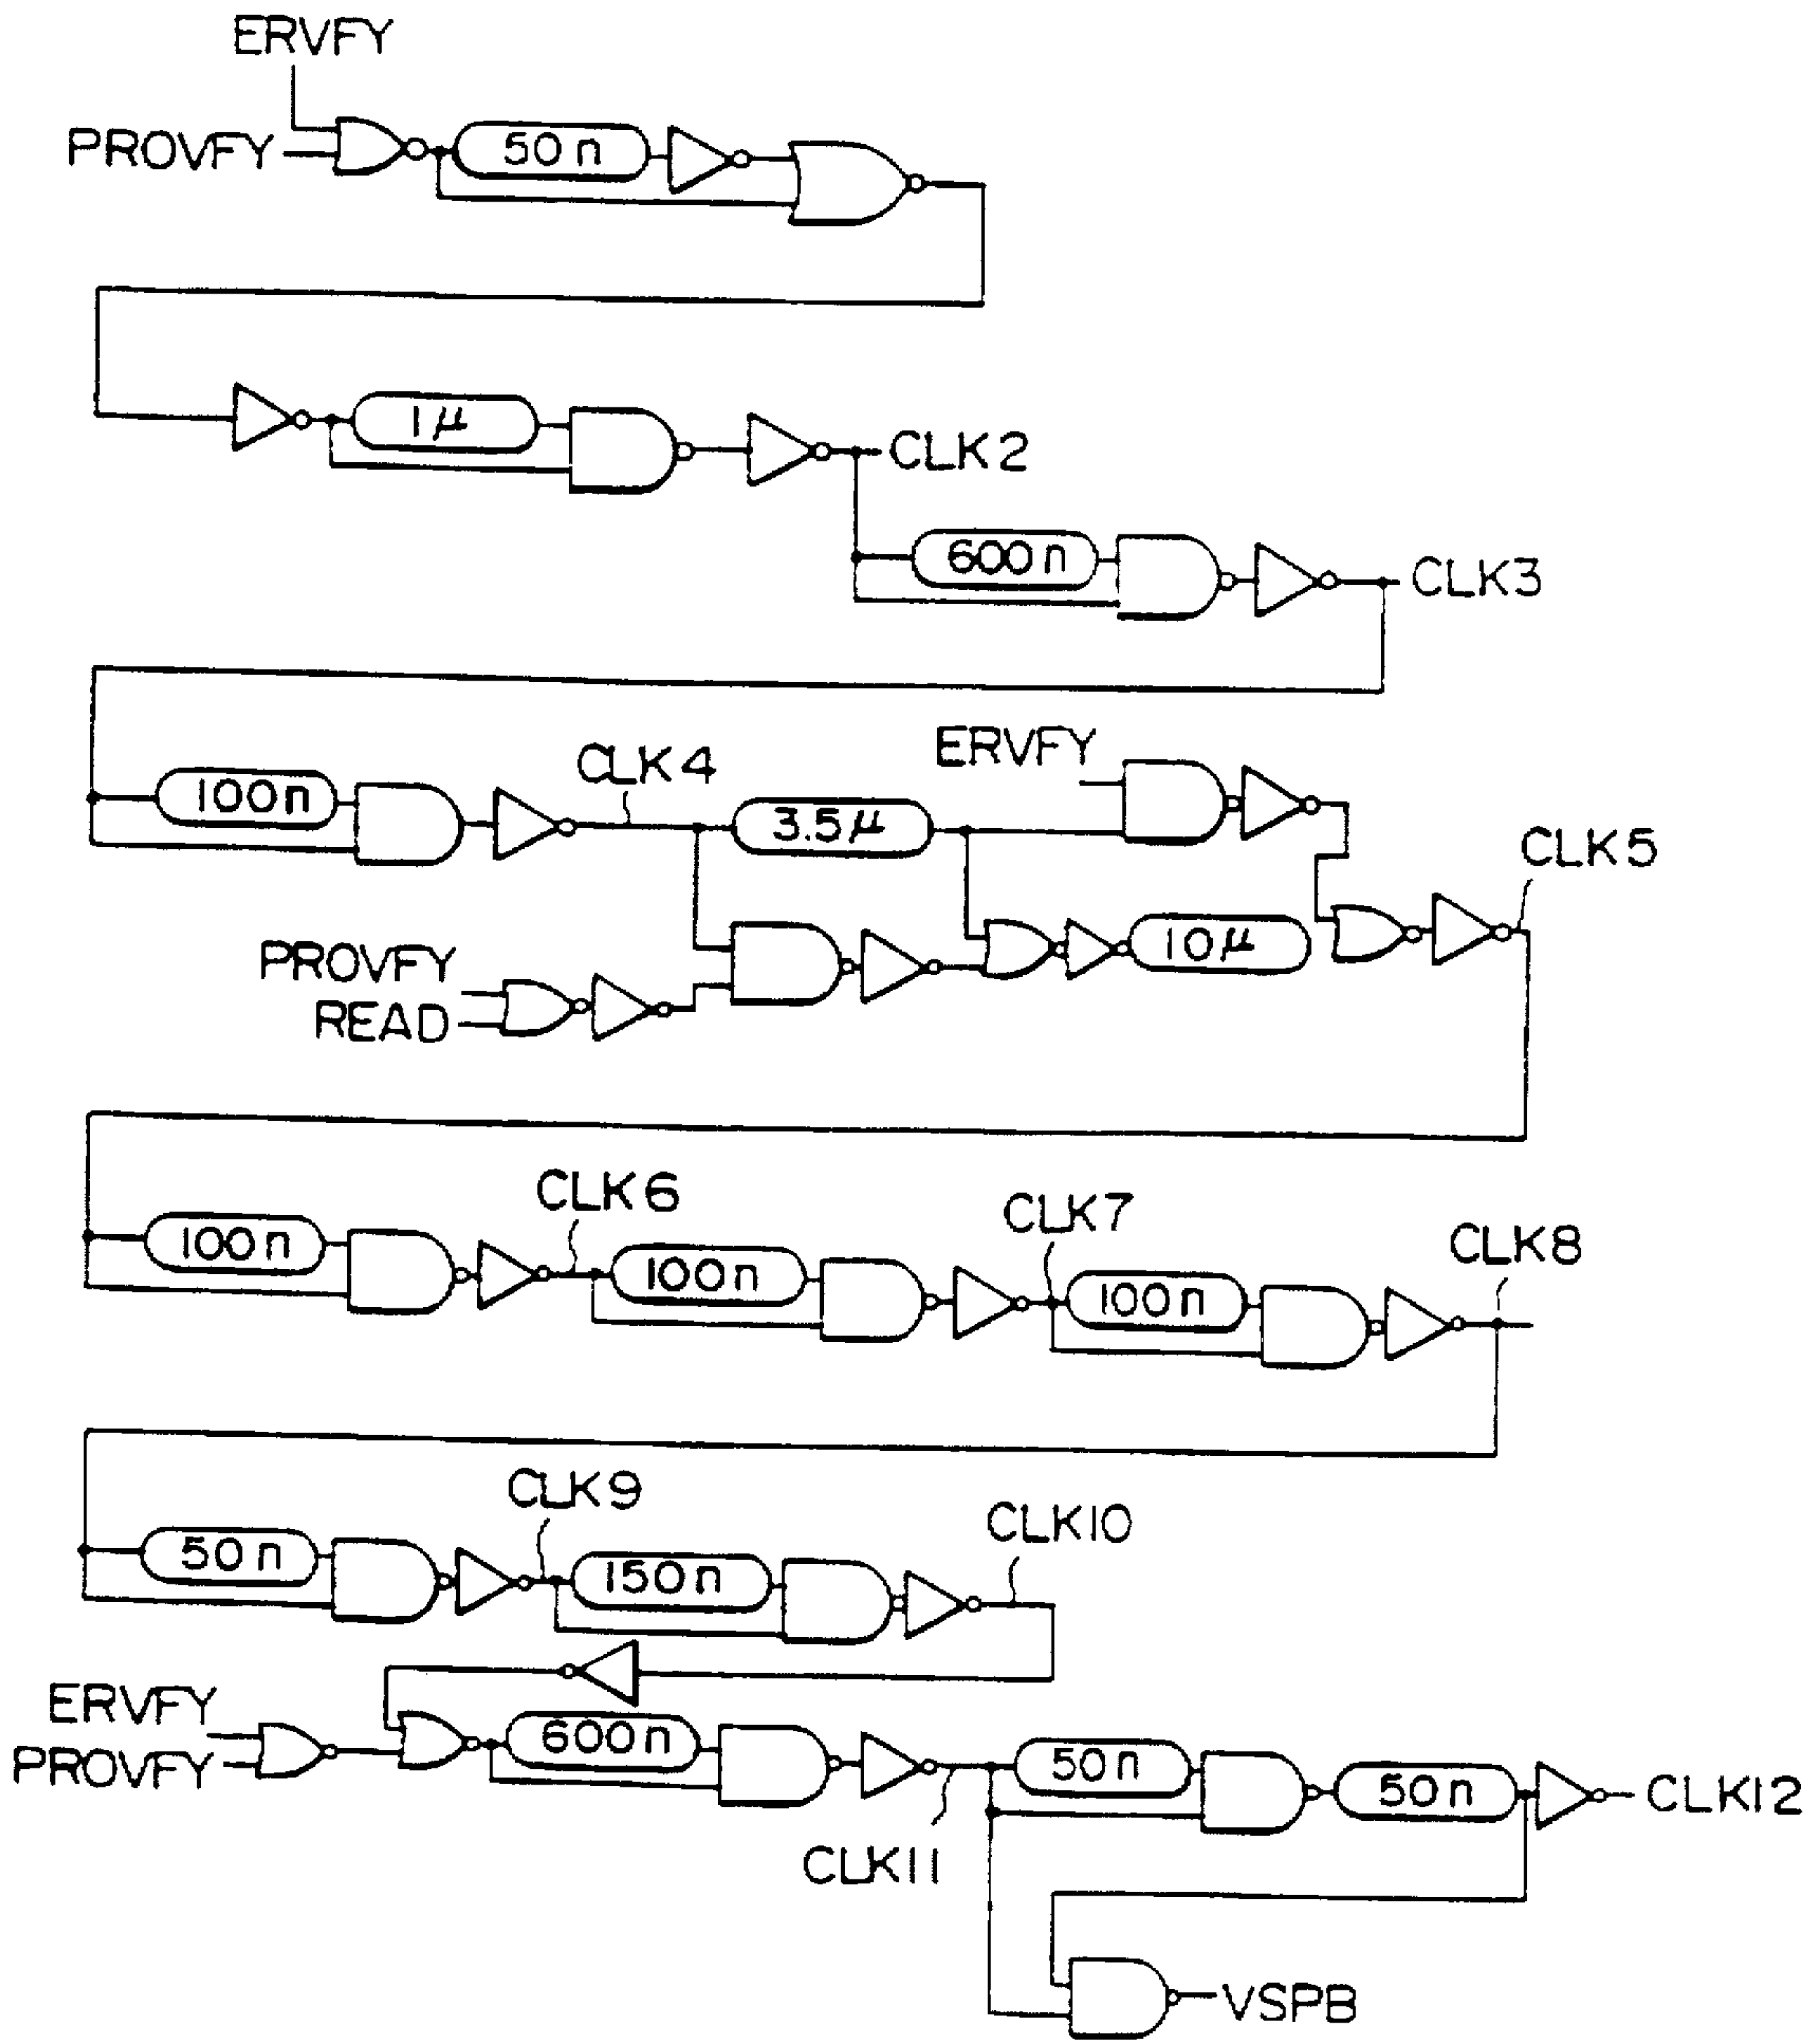 ERVFY
PROVFY
50n
1μ
CLK2
600n
CLK3
100n
CLK4
3.5μ
ERVFY
CLK5
PROVFY
READ
10μ
100n
CLK6
100n
CLK7
100n
CLK8
50n
CLK9
150n
CLK10
ERVFY
PROVFY
600n
CLK11
50n
50n
CLK12
VSPB